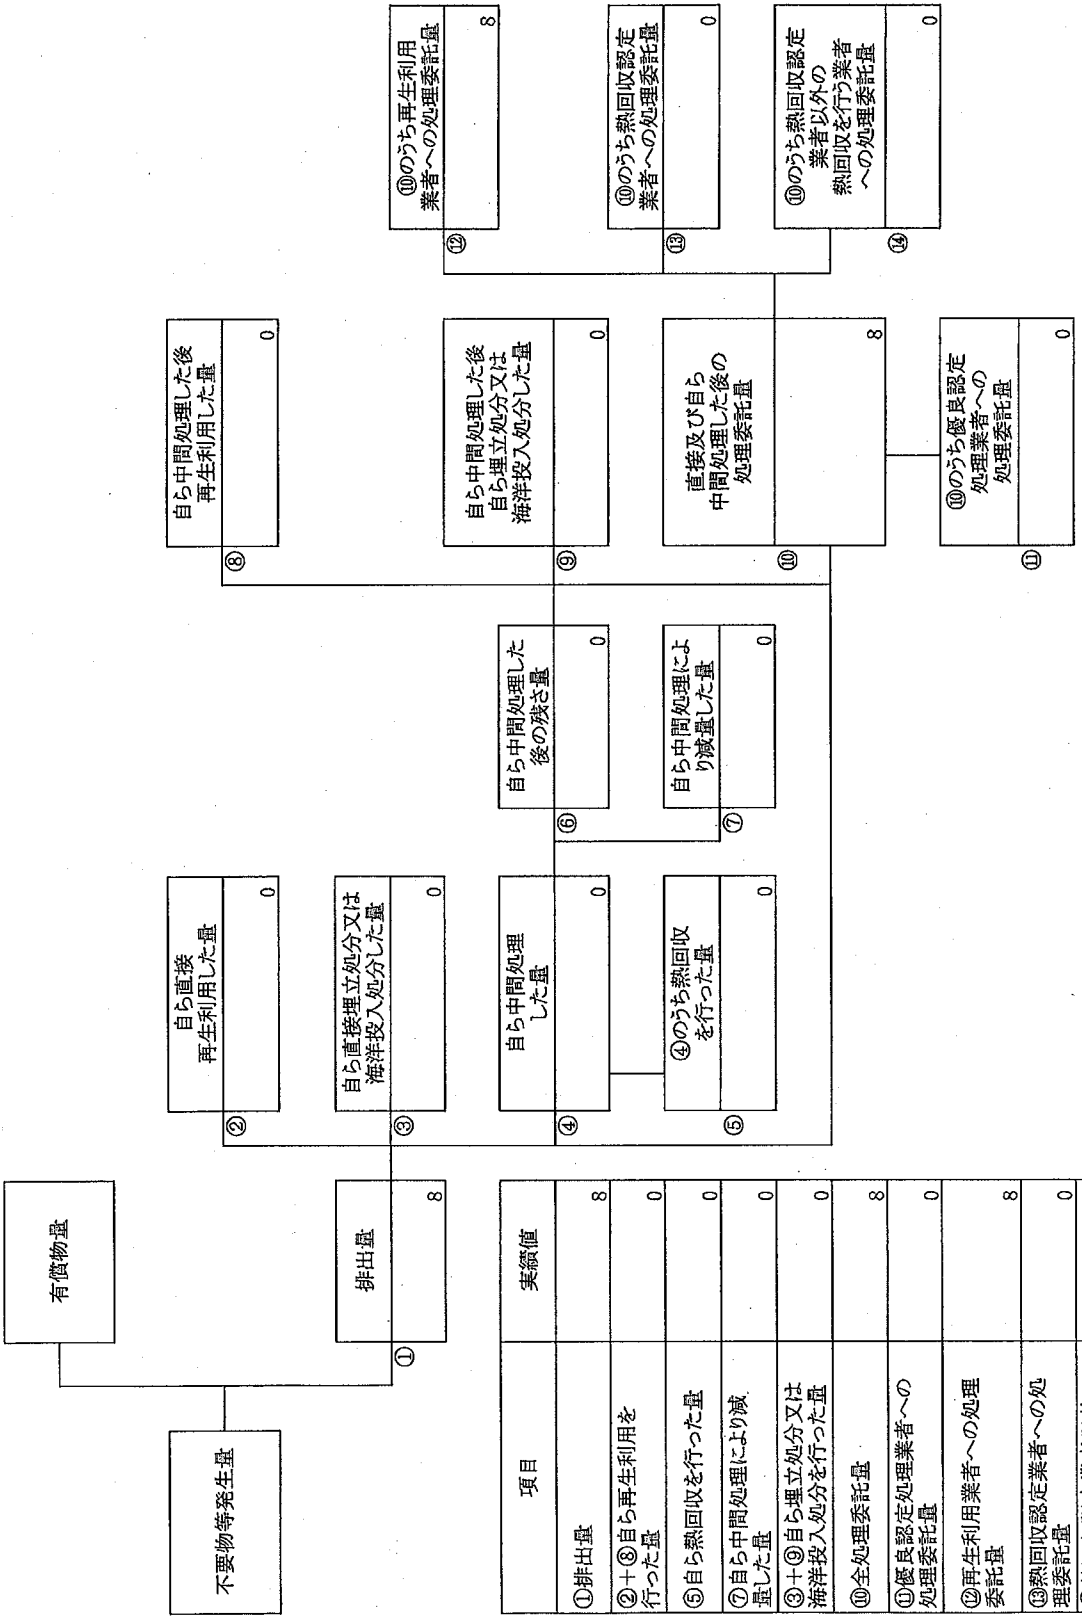 不要物等発生量
有償物量
排出量
①
8
②
自ら直接
再生利用した量
0
③
自ら直接埋立処分又は
海洋投入処分した量
0
④
自ら中間処理
した量
0
⑤
④のうち熱回収
を行った量
0
⑥
自ら中間処理した
後の残さ量
0
⑦
自ら中間処理によ
り減量した量
0
⑧
自ら中間処理した後
再生利用した量
0
⑨
自ら中間処理した後
自ら埋立処分又は
海洋投入処分した量
0
⑩
直接及び自ら
中間処理した後の
処理委託量
8
⑪
⑩のうち優良認定
処理業者への
処理委託量
0
⑫
⑩のうち再生利用
業者への処理委託量
8
⑬
⑩のうち熱回収認定
業者への処理委託量
0
⑭
⑩のうち熱回収認定
業者以外の
熱回収を行う業者
への処理委託量
0
項目 実績値
①排出量 8
②+⑧自ら再生利用を
行った量 0
⑤自ら熱回収を行った量 0
⑦自ら中間処理により減
量した量 0
③+⑨自ら埋立処分又は
海洋投入処分を行った量 0
⑩全処理委託量 8
⑪優良認定処理業者への
処理委託量 0
⑫再生利用業者への処理
委託量 8
⑬熱回収認定業者への処
理委託量 0